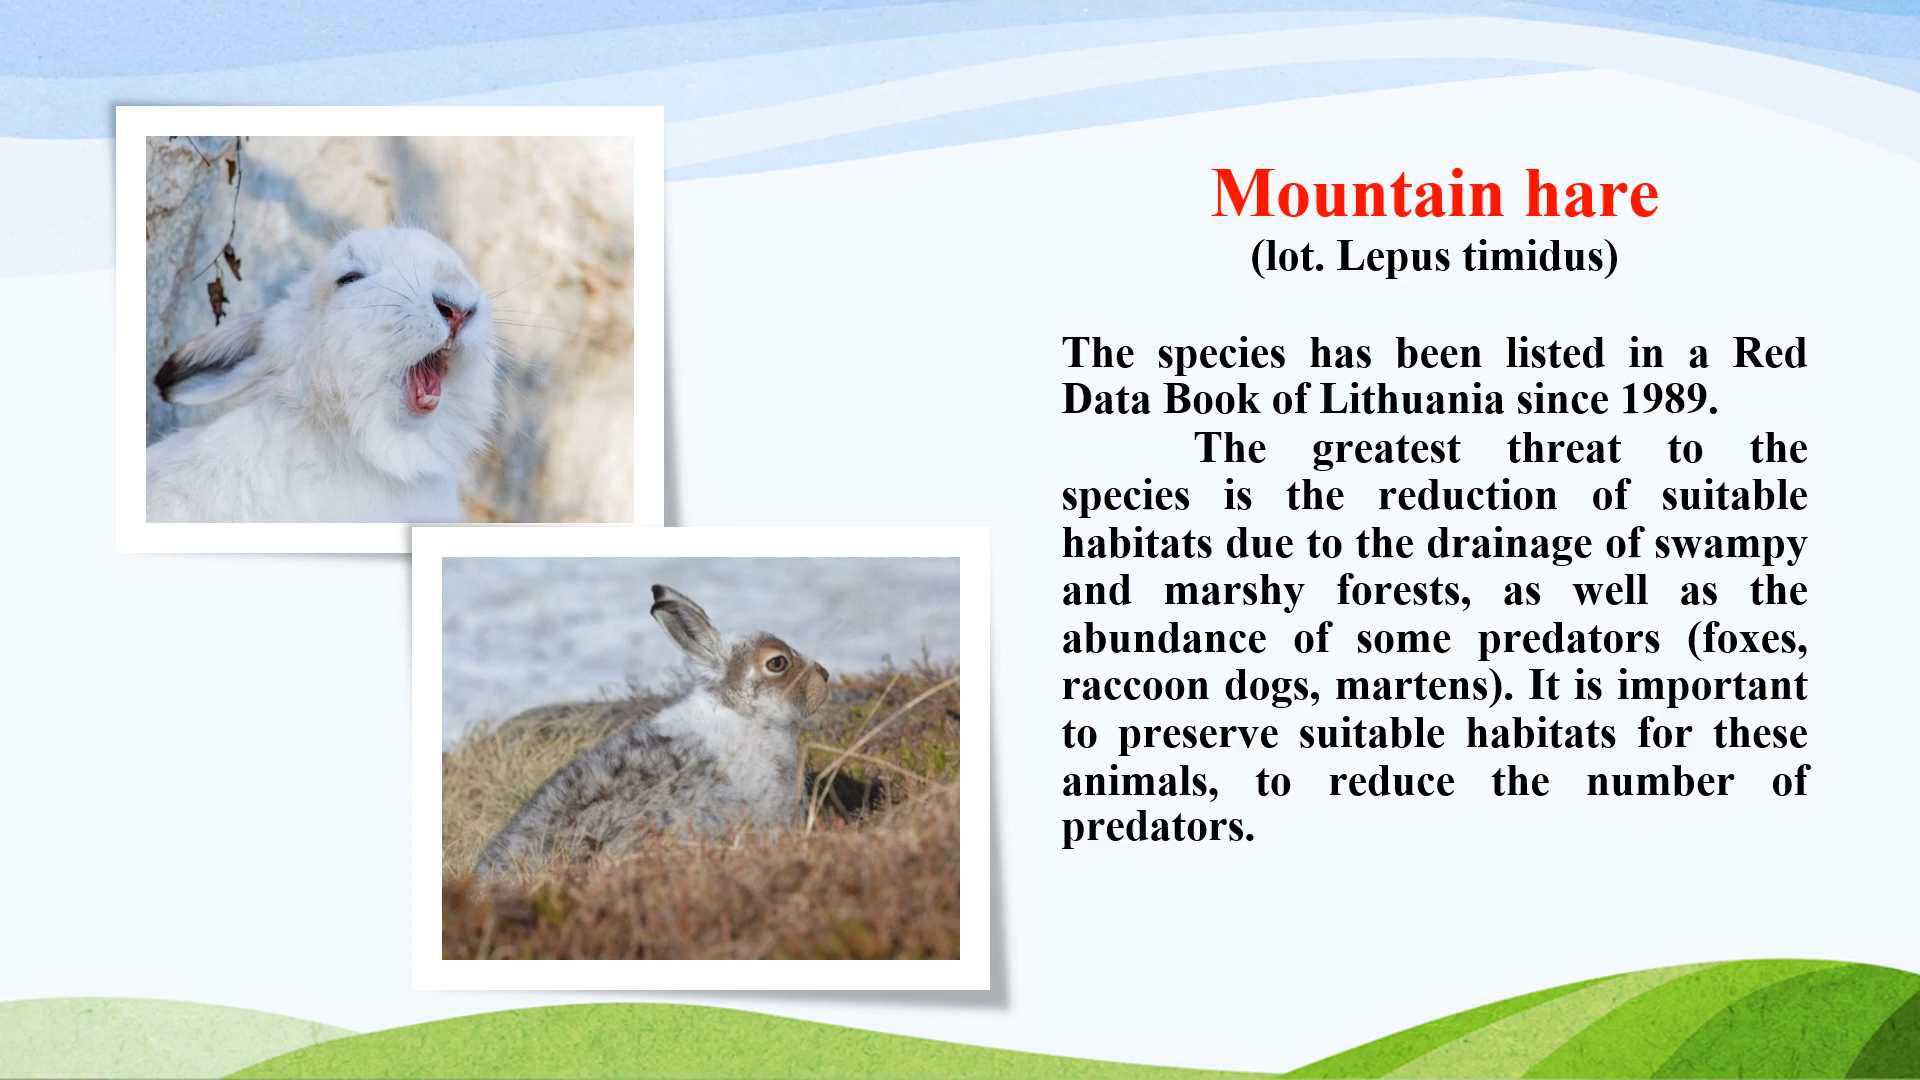 Mountain hare
(lot. Lepus timidus)
The species has been listed in a Red
Data Book of Lithuania since 1989.
The greatest threat to the
species is the reduction of suitable
habitats due to the drainage of swampy
and marshy forests, as well as the
abundance of some predators (foxes,
raccoon dogs, martens). It is important
to preserve suitable habitats for these
animals, to reduce the number of
predators.